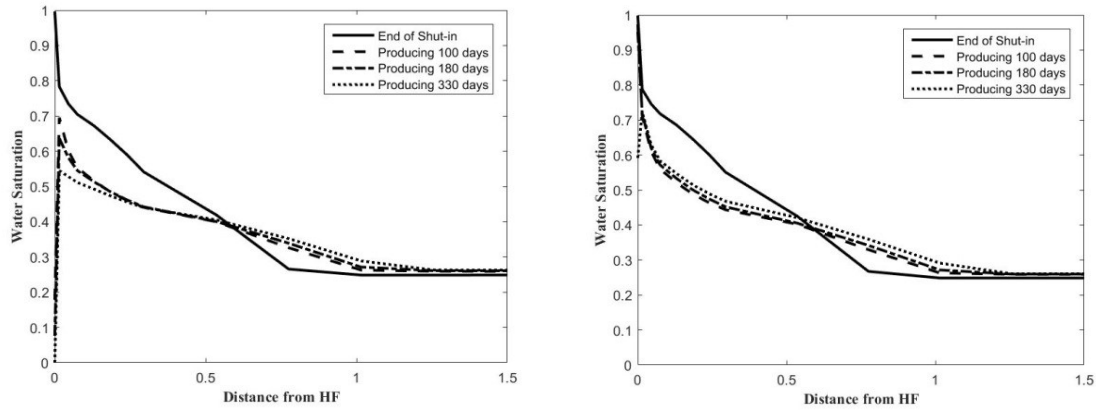 Water Saturation
1
0.9
0.8
0.7
0.6
0.5
0.4
0.3
0.2
0.1
0
End of Shut-in
Producing 100 days
Producing 180 days
Producing 330 days
0 0.5 1 1.5
Distance from HF
Water Saturation
1
0.9
0.8
0.7
0.6
0.5
0.4
0.3
0.2
0.1
0
End of Shut-in
Producing 100 days
Producing 180 days
Producing 330 days
0 0.5 1 1.5
Distance from HF